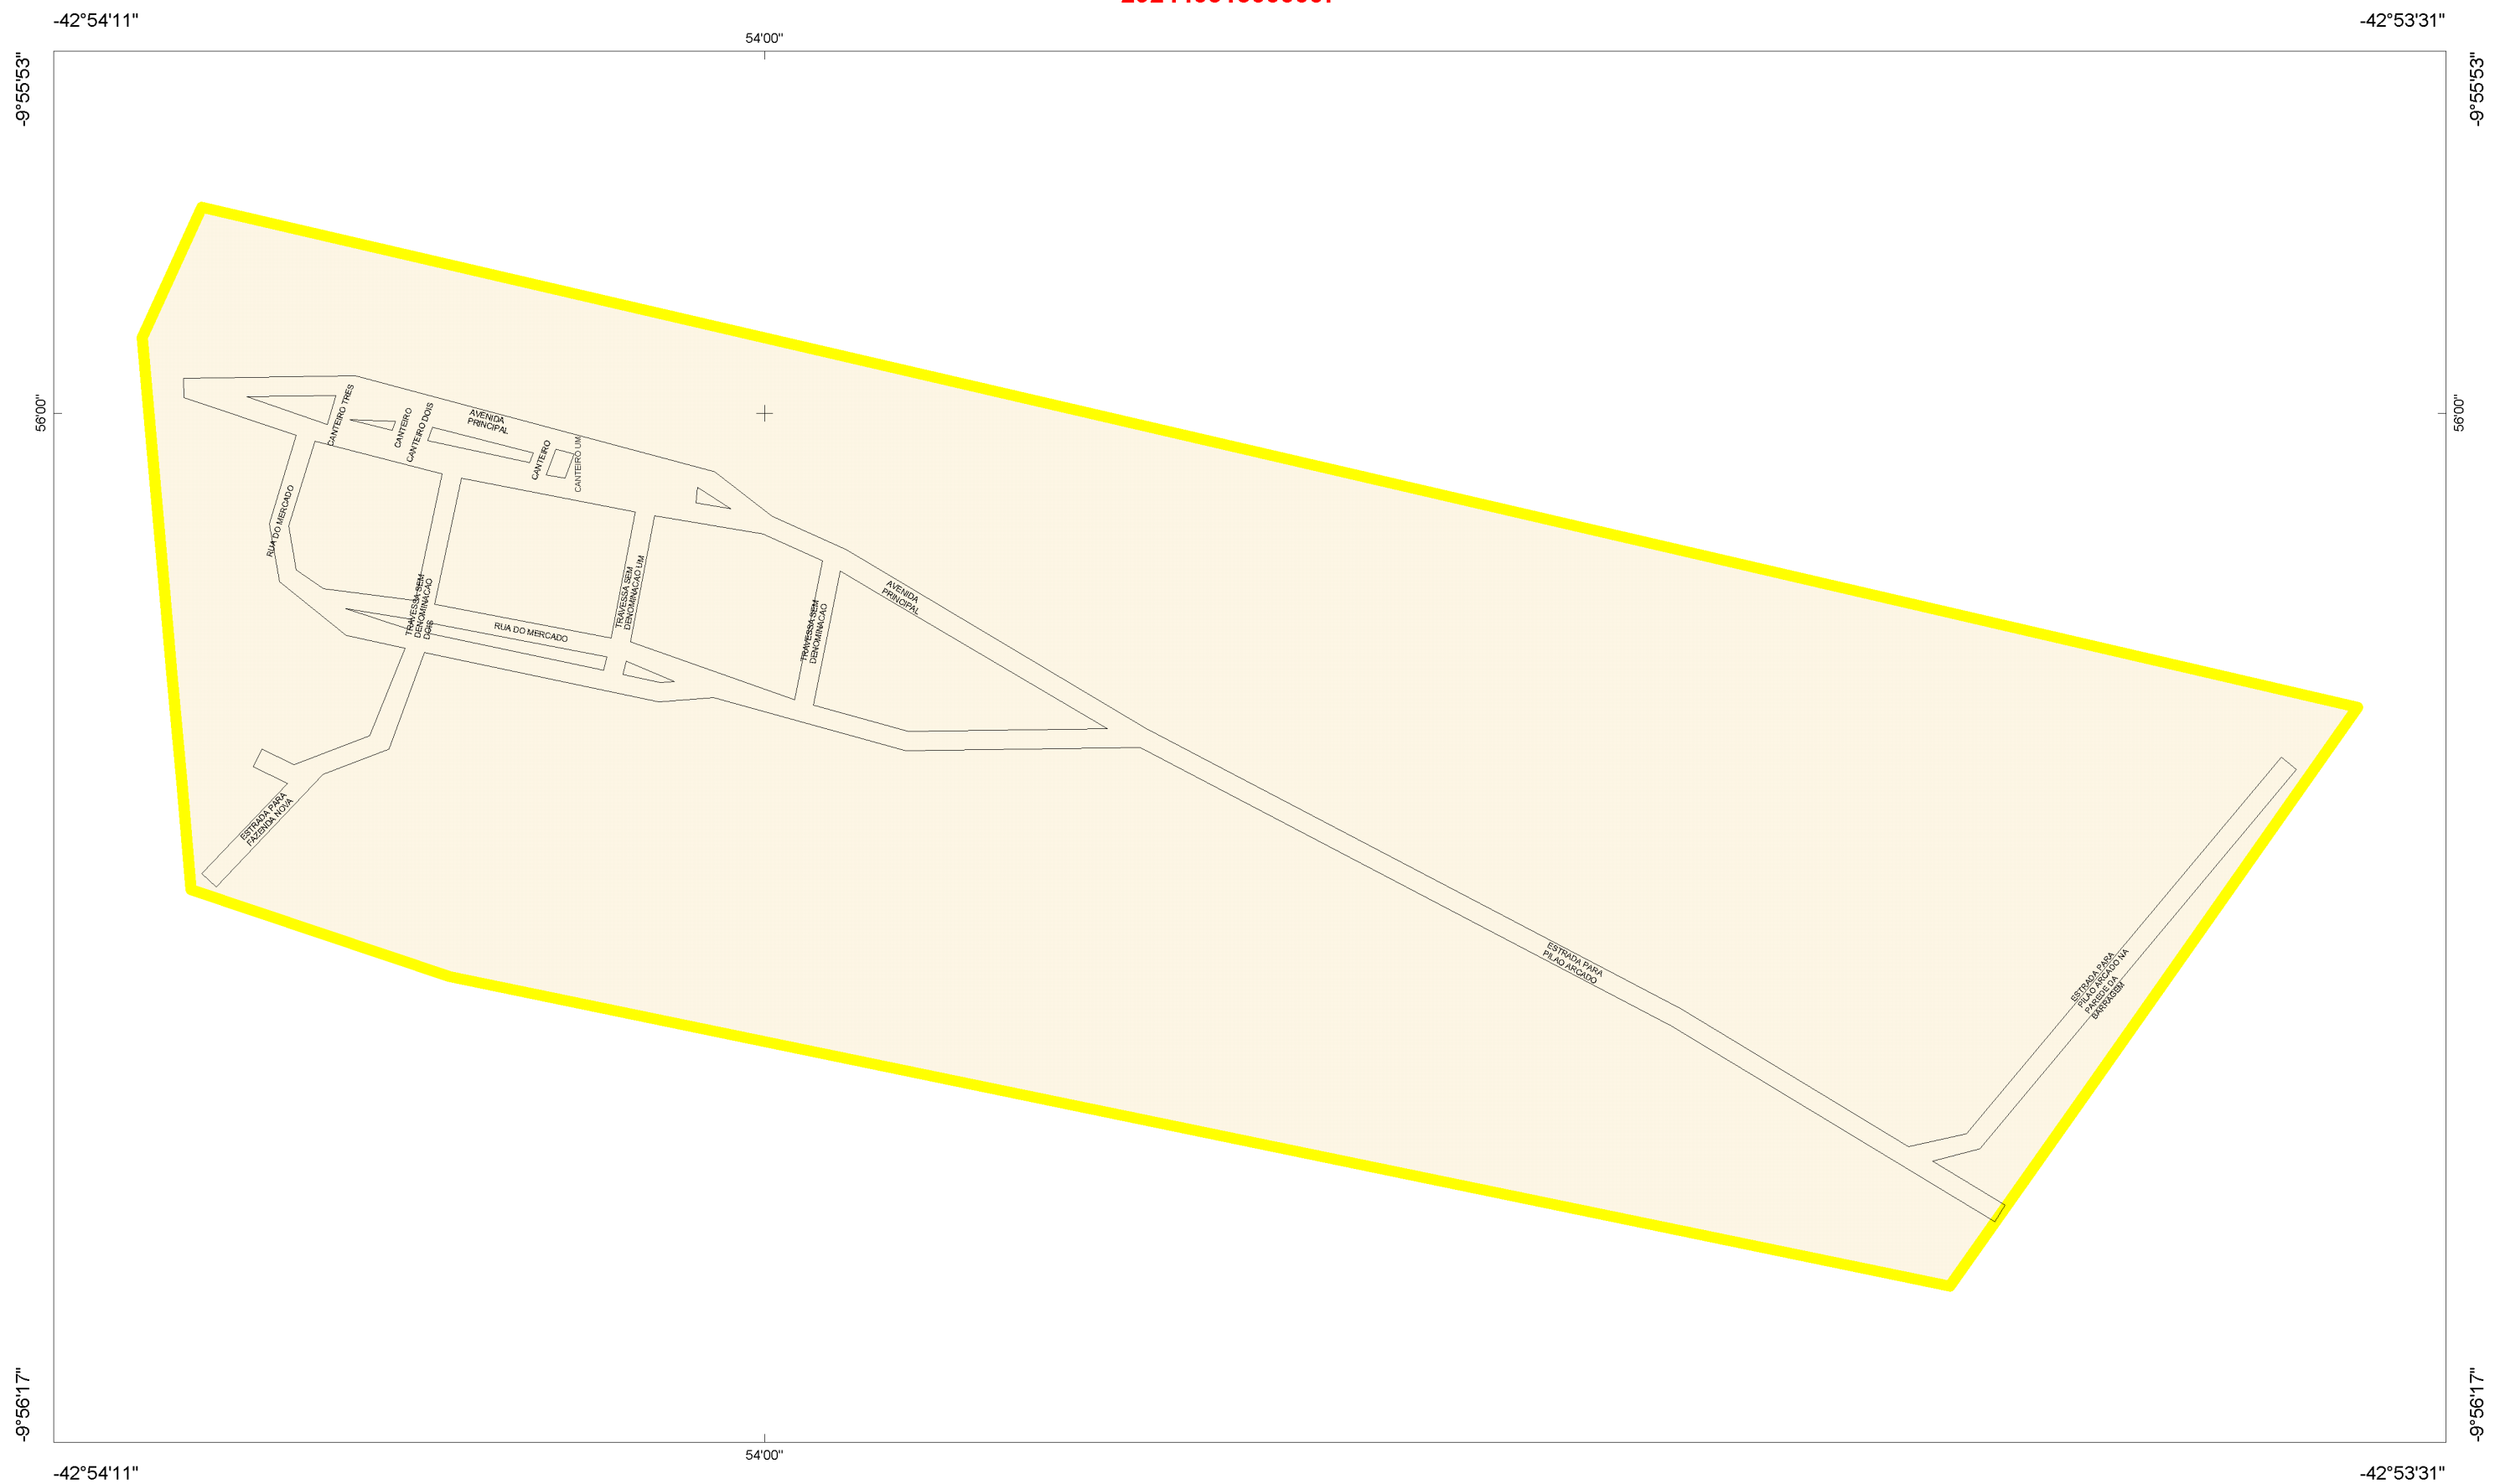 -42°54'11"
-42°53'31"
54'00"
-9°55'53"
-9°55'53"
56'00"
56'00"
CANTEIRO TRES
CANTEIRO
CANTEIRO DOIS
AVENIDA
PRINCIPAL
CANTEIRO
CANTEIRO UM
RUA DO MERCADO
TRAVESSA SEM
DENOMINACAO
DOIS
RUA DO MERCADO
TRAVESSA SEM
DENOMINACAO UM
TRAVESSA SEM
DENOMINACAO
AVENIDA
PRINCIPAL
ESTRADA PARA
FAZENDA NOVA
ESTRADA PARA
PILAO ARCADO
ESTRADA PARA
PILAO ARCADO NA
PAREDE DA
BARRAGEM
-9°56'17"
-9°56'17"
54'00"
-42°54'11"
-42°53'31"